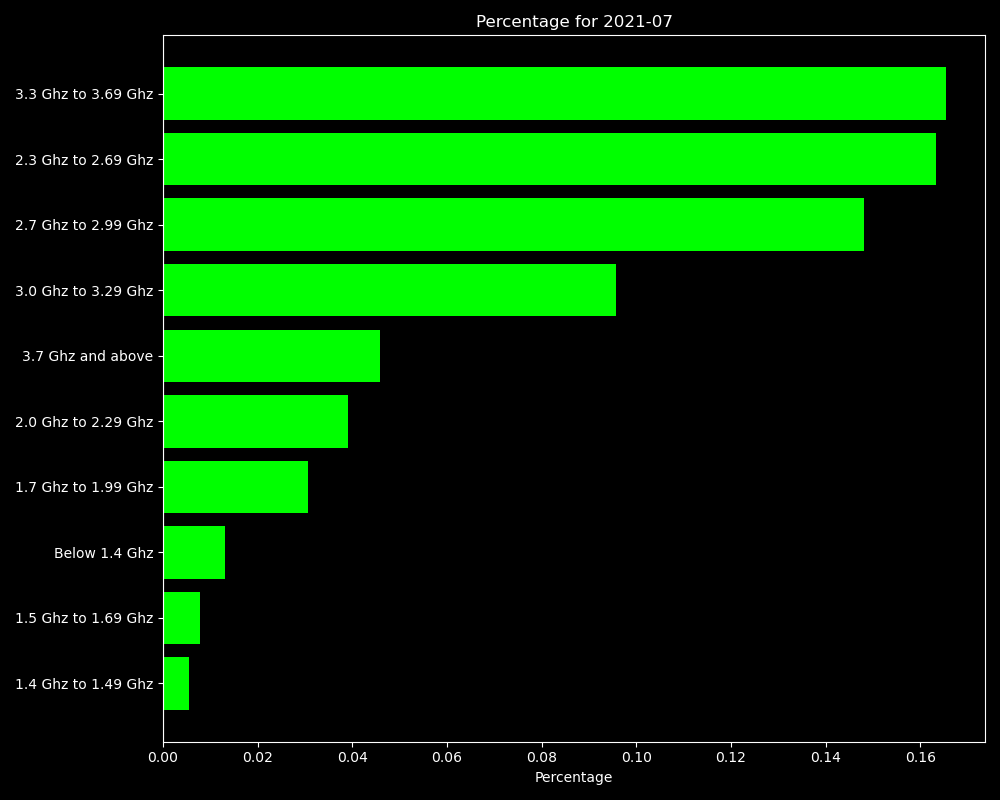 Percentage for 2021-07
3.3 Ghz to 3.69 Ghz
2.3 Ghz to 2.69 Ghz
2.7 Ghz to 2.99 Ghz
3.0 Ghz to 3.29 Ghz
3.7 Ghz and above
2.0 Ghz to 2.29 Ghz
1.7 Ghz to 1.99 Ghz
Below 1.4 Ghz
1.5 Ghz to 1.69 Ghz
1.4 Ghz to 1.49 Ghz
0.00 0.02 0.04 0.06 0.08 0.10 0.12 0.14 0.16
Percentage